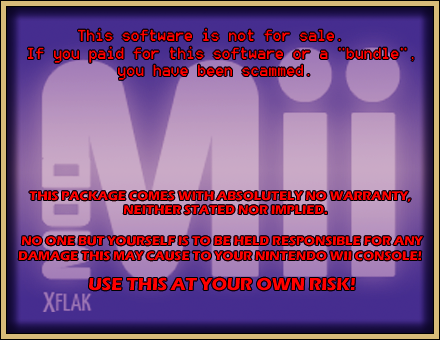 This software is not for sale.
If you paid for this software or a "bundle",
you have been scammed.
ModMii
THIS PACKAGE COMES WITH ABSOLUTELY NO WARRANTY,
NEITHER STATED NOR IMPLIED.
NO ONE BUT YOURSELF IS TO BE HELD RESPONSIBLE FOR ANY
DAMAGE THIS MAY CAUSE TO YOUR NINTENDO WII CONSOLE!
USE THIS AT YOUR OWN RISK!
XFLAK